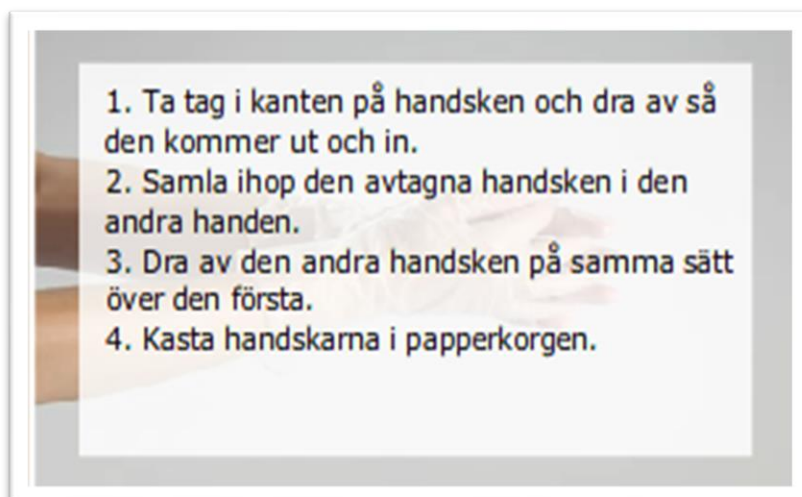 1. Ta tag i kanten på handsken och dra av så
den kommer ut och in.
2. Samla ihop den avtagna handsken i den
andra handen.
3. Dra av den andra handsken på samma sätt
över den första.
4. Kasta handskarna i papperkorgen.